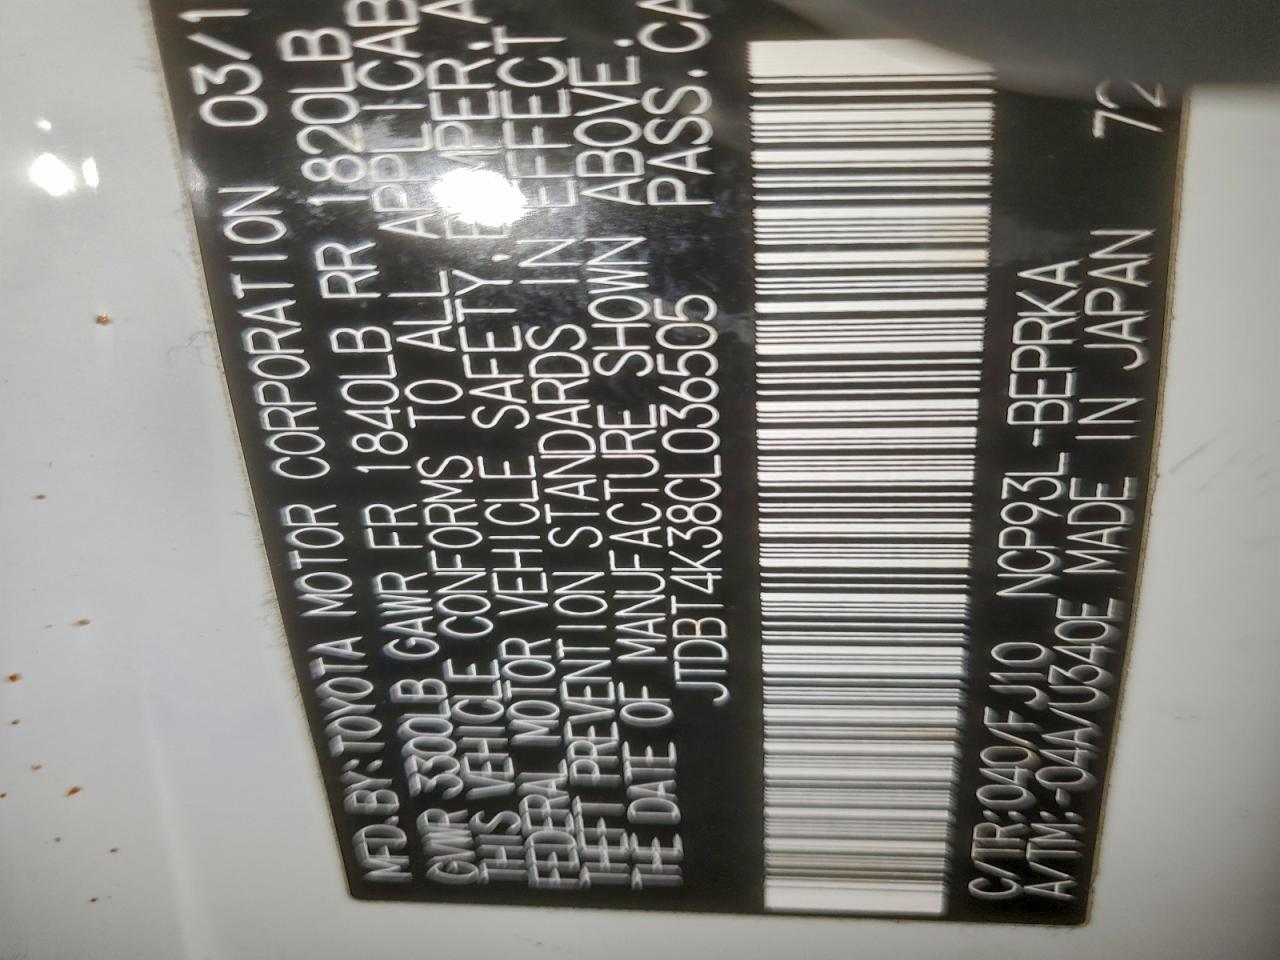 MFD.BY:TOYOTA MOTOR CORPORATION 03/1
GVWR 3300LB GAWR FR 1840LB RR 1820LB
THIS VEHICLE CONFORMS TO ALL APPLICAB
FEDERAL MOTOR VEHICLE SAFETY,
THEFT PREVENTION STANDARDS IN EFFECT
THE DATE OF MANUFACTURE SHOWN ABOVE.
JTDBT4K38CL036505 PASS.CA
C/TR:040/FJ10 NCP93L-BEPRKA
A/TM:-04A/U340E MADE IN JAPAN 72